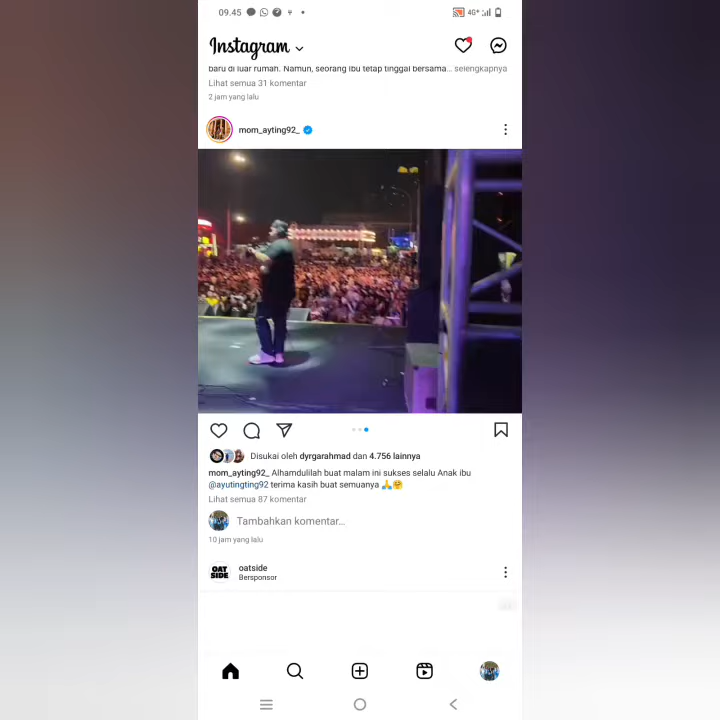 09.45
4G+
Instagram
baru di luar rumah. Namun, seorang ibu tetap tinggal bersama... selengkapnya
Lihat semua 31 komentar
2 jam yang lalu
mom_ayting92_
Disukai oleh dyrgarahmad dan 4.756 lainnya
mom_ayting92_ Alhamdulilah buat malam ini sukses selalu Anak ibu
@ayutingting92 terima kasih buat semuanya 🙏🤗
Lihat semua 87 komentar
Tambahkan komentar...
10 jam yang lalu
OAT
SIDE
oatside
Bersponsor